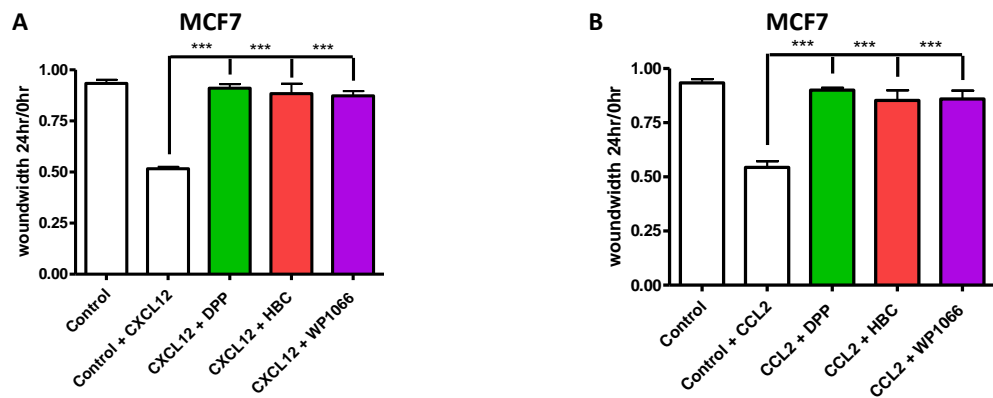 A
MCF7
*** *** ***
woundwidth 24hr/0hr
1.00
0.75
0.50
0.25
0.00
Control
Control + CXCL12
CXCL12 + DPP
CXCL12 + HBC
CXCL12 + WP1066
B
MCF7
*** *** ***
woundwidth 24hr/0hr
1.00
0.75
0.50
0.25
0.00
Control
Control + CCL2
CCL2 + DPP
CCL2 + HBC
CCL2 + WP1066